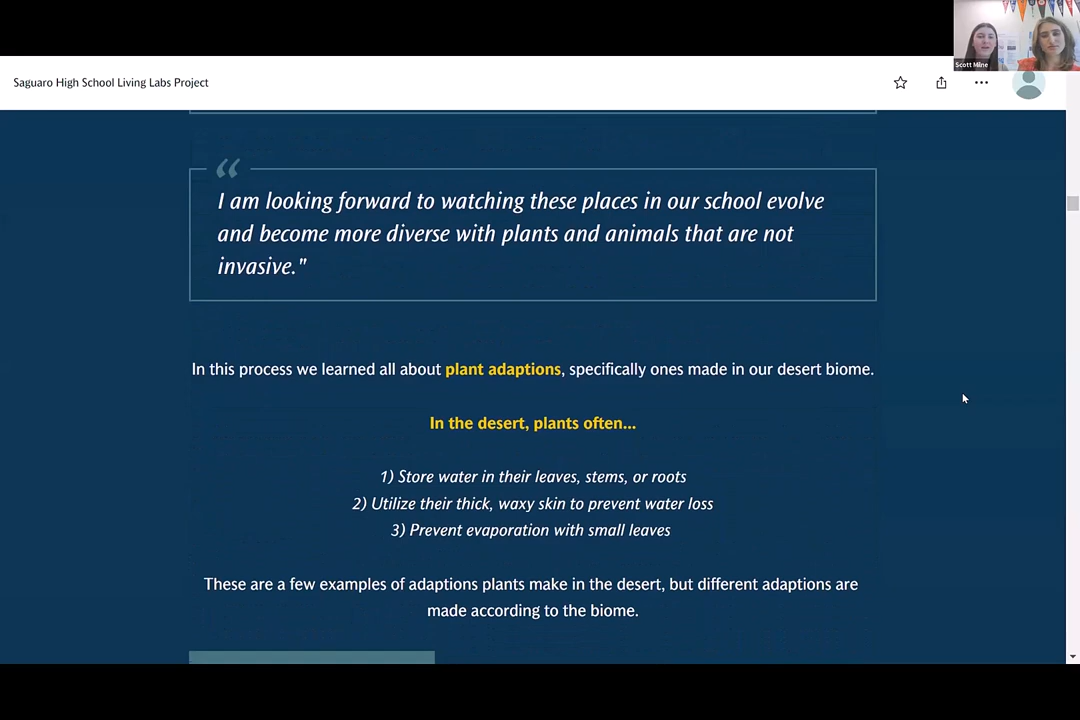 Scott Milne
Saguaro High School Living Labs Project
“
I am looking forward to watching these places in our school evolve
and become more diverse with plants and animals that are not
invasive."
In this process we learned all about plant adaptions, specifically ones made in our desert biome.
In the desert, plants often...
1) Store water in their leaves, stems, or roots
2) Utilize their thick, waxy skin to prevent water loss
3) Prevent evaporation with small leaves
These are a few examples of adaptions plants make in the desert, but different adaptions are
made according to the biome.